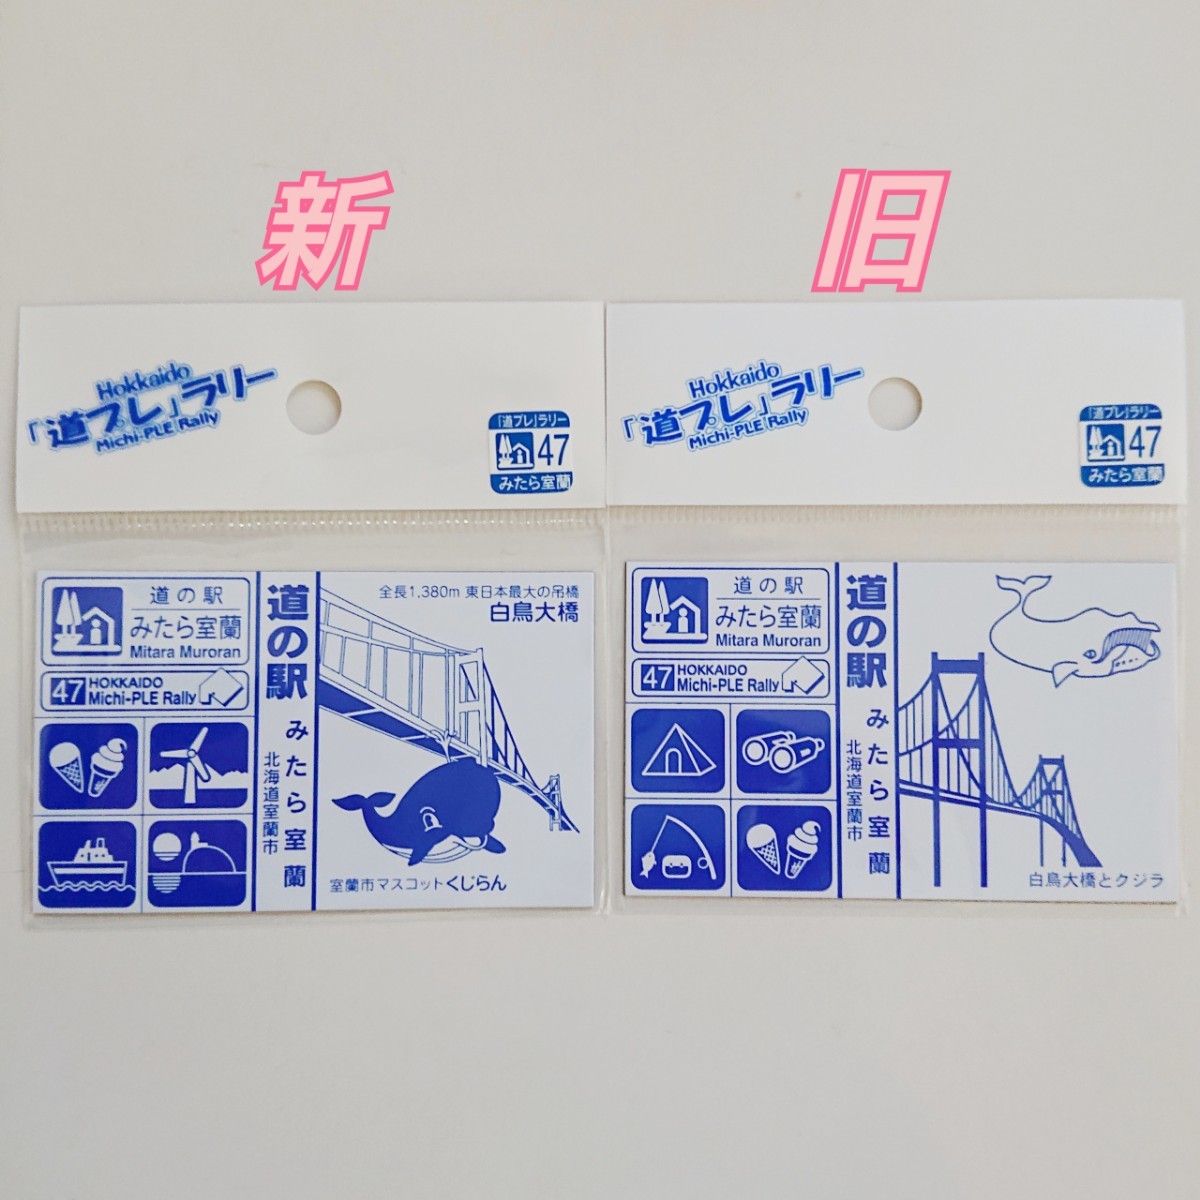 新
旧
Hokkaido
「道プレ」ラリー
Michi-PLE Rally
「道プレ」ラリー
47
みたら室蘭
Hokkaido
「道プレ」ラリー
Michi-PLE Rally
「道プレ」ラリー
47
みたら室蘭
道の駅
みたら室蘭
Mitara Muroran
47 HOKKAIDO
Michi-PLE Rally
道の駅 みたら室蘭
北海道室蘭市
全長1,380m 東日本最大の吊橋
白鳥大橋
室蘭市マスコットくじらん
道の駅
みたら室蘭
Mitara Muroran
47 HOKKAIDO
Michi-PLE Rally
道の駅 みたら室蘭
北海道室蘭市
白鳥大橋とクジラ